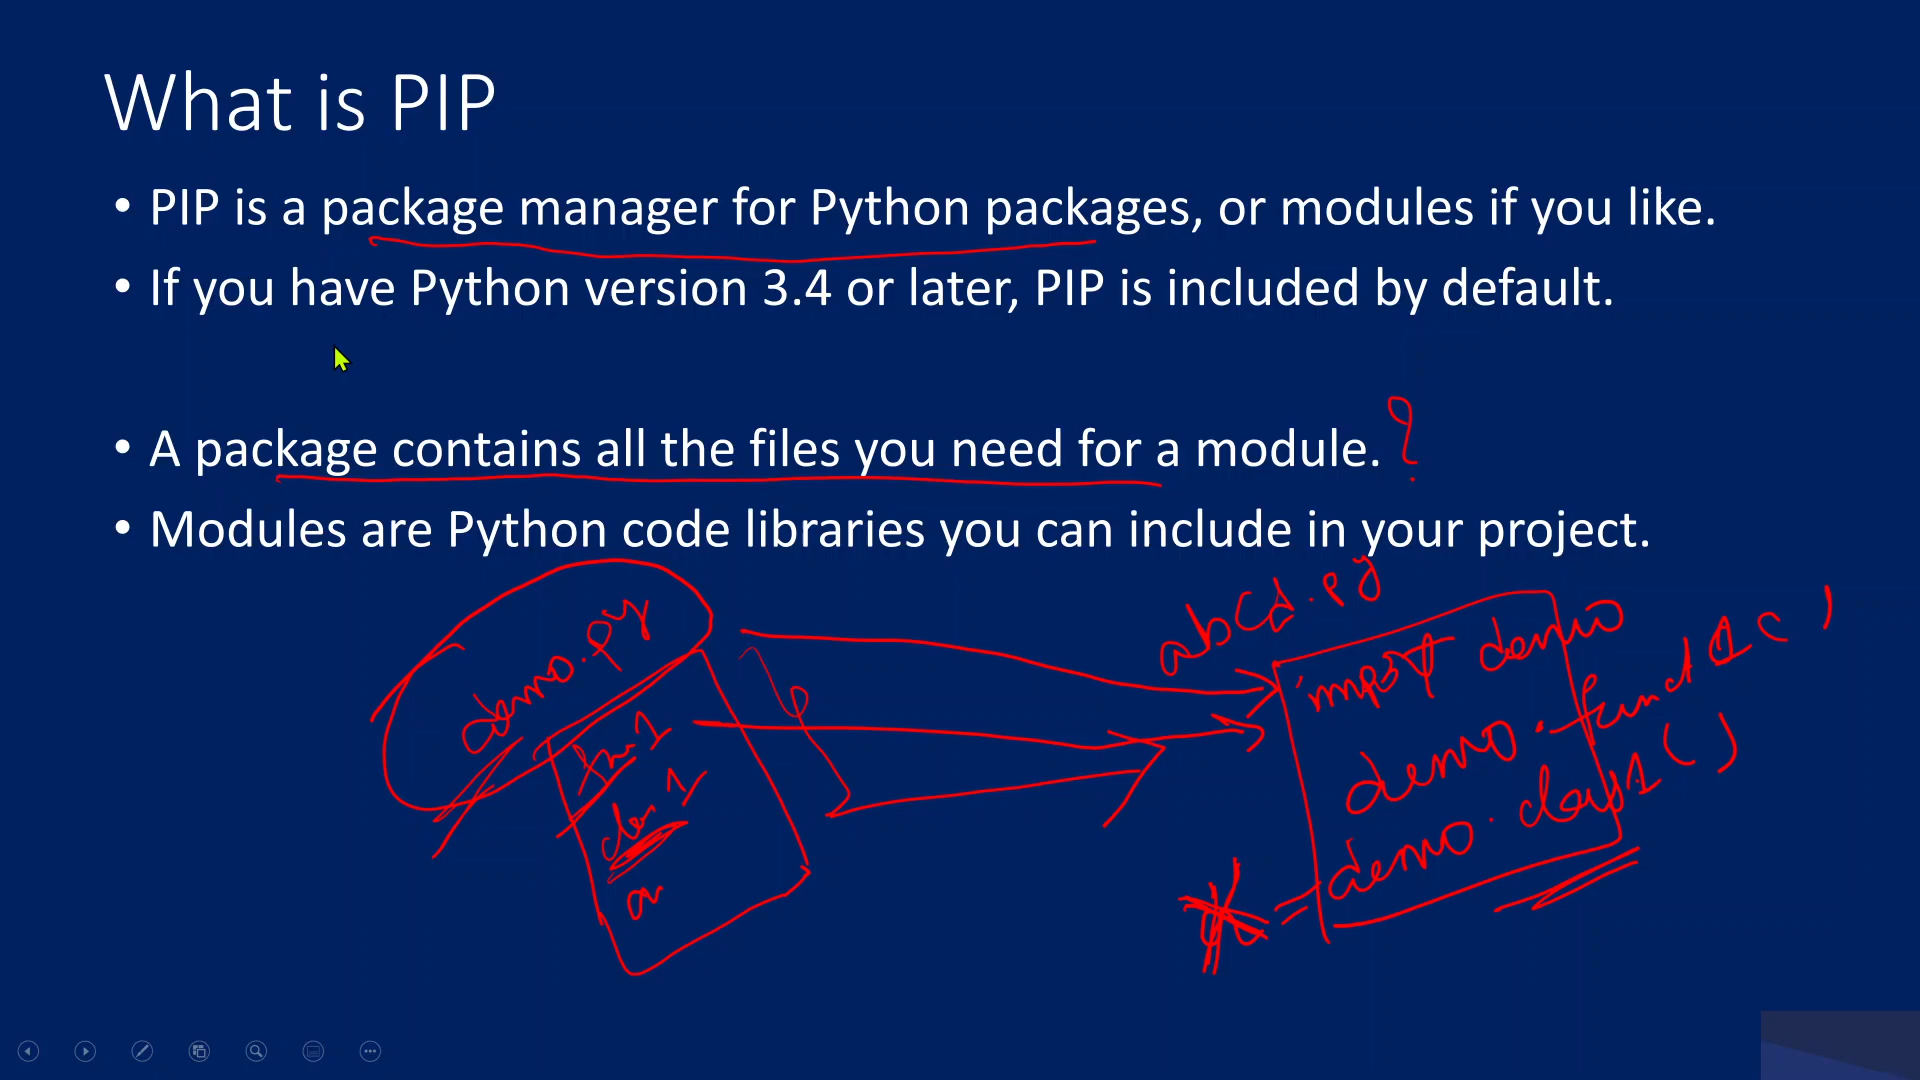 What is PIP
• PIP is a package manager for Python packages, or modules if you like.
• If you have Python version 3.4 or later, PIP is included by default.
• A package contains all the files you need for a module. ?
• Modules are Python code libraries you can include in your project.
demo.py
abcd.py
import demo
demo.
demo.